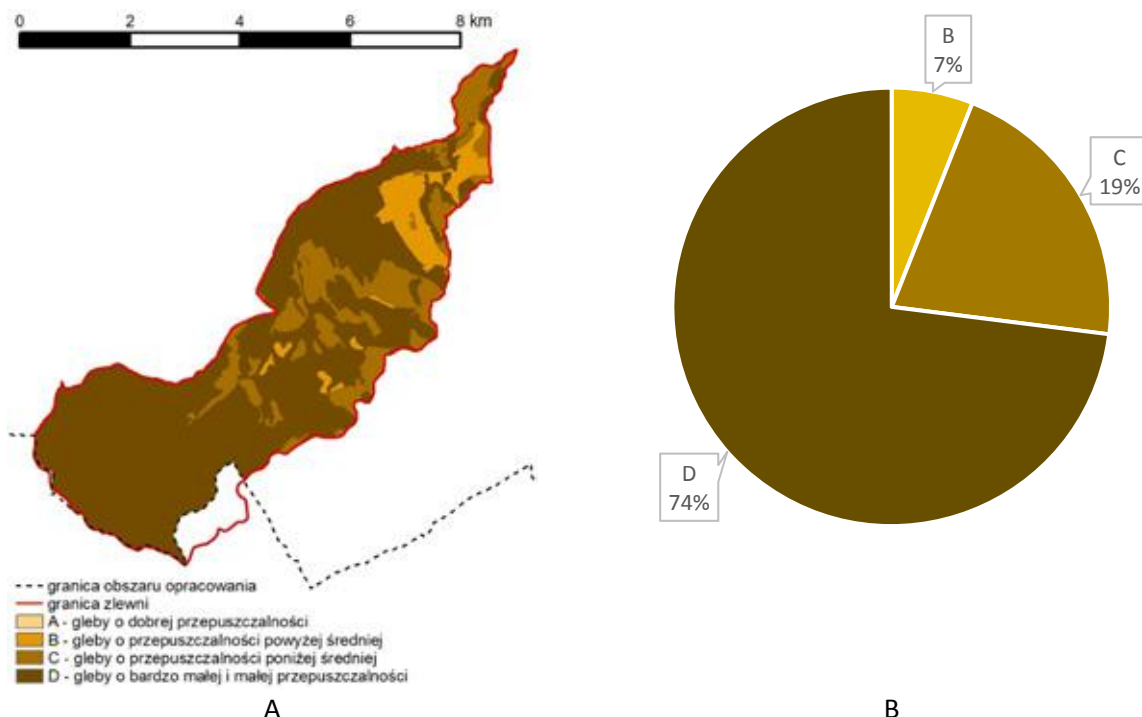 0 2 4 6 8 km
granica obszaru opracowania
granica zlewni
A - gleby o dobrej przepuszczalności
B - gleby o przepuszczalności powyżej średniej
C - gleby o przepuszczalności poniżej średniej
D - gleby o bardzo małej i małej przepuszczalności
A
B
7%
C
19%
D
74%
B